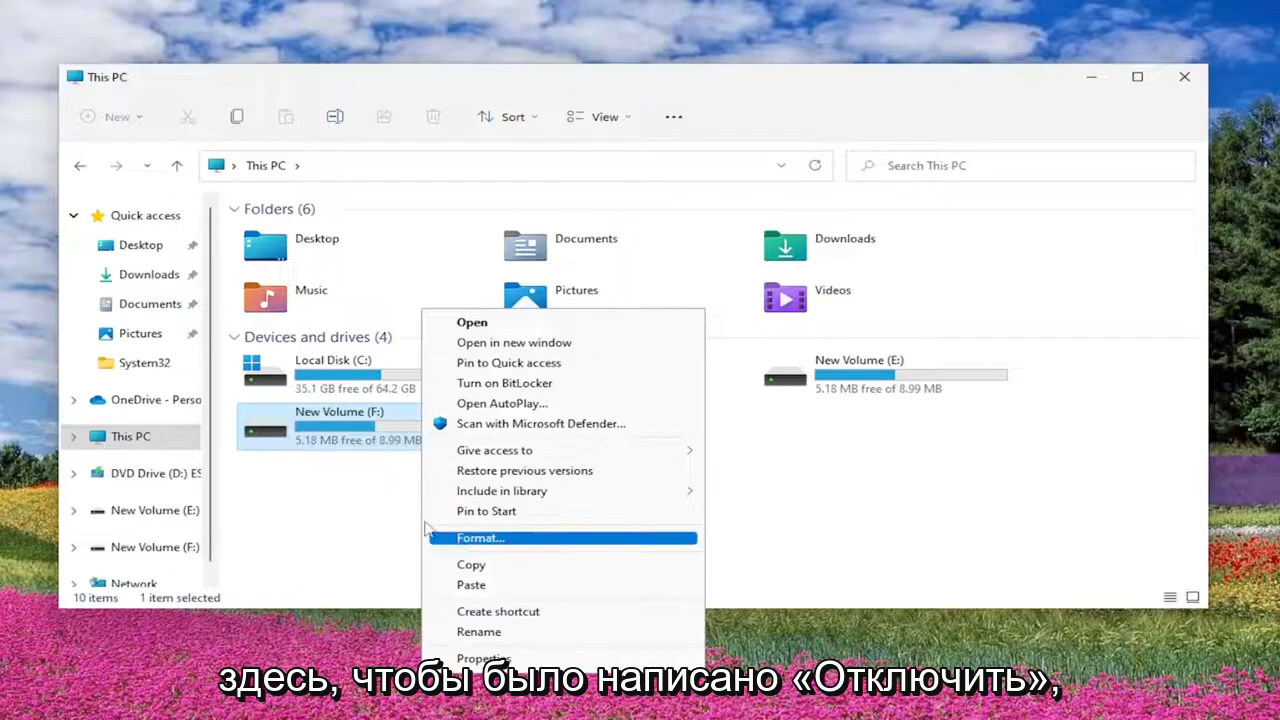 This PC
New
Sort
View
This PC
Search This PC
Quick access
Desktop
Downloads
Documents
Pictures
System32
OneDrive - Perso
This PC
DVD Drive (D:) ES
New Volume (E:)
New Volume (F:)
Network
Folders (6)
Desktop
Documents
Downloads
Music
Pictures
Videos
Devices and drives (4)
Local Disk (C:)
35.1 GB free of 64.2 GB
New Volume (E:)
5.18 MB free of 8.99 MB
New Volume (F:)
5.18 MB free of 8.99 MB
Open
Open in new window
Pin to Quick access
Turn on BitLocker
Open AutoPlay...
Scan with Microsoft Defender...
Give access to
Restore previous versions
Include in library
Pin to Start
Format...
Copy
Paste
Create shortcut
Rename
Properties
10 items 1 item selected
здесь, чтобы было написано «Отключить»,